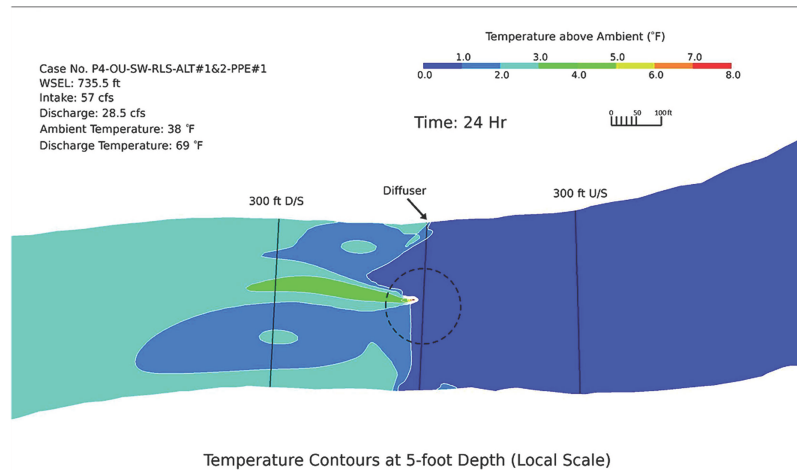 Case No. P4-OU-SW-RLS-ALT#1&2-PPE#1
WSEL: 735.5 ft
Intake: 57 cfs
Discharge: 28.5 cfs
Ambient Temperature: 38 °F
Discharge Temperature: 69 °F
Temperature above Ambient (°F)
1.0 3.0 5.0 7.0
0.0 2.0 4.0 6.0 8.0
Time: 24 Hr
0 50 100ft
300 ft D/S
Diffuser
300 ft U/S
Temperature Contours at 5-foot Depth (Local Scale)